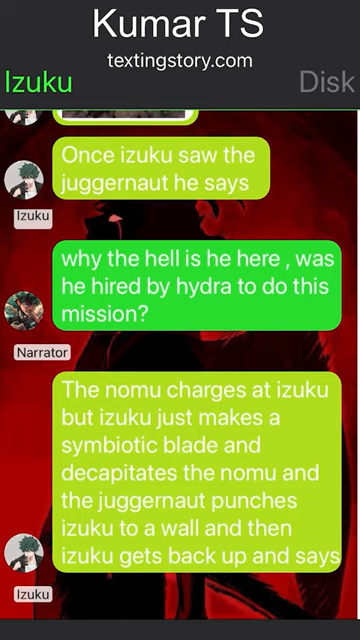 Kumar TS
textingstory.com
Izuku
Disk
Once izuku saw the
juggernaut he says
Izuku
why the hell is he here , was
he hired by hydra to do this
mission?
Narrator
The nomu charges at izuku
but izuku just makes a
symbiotic blade and
decapitates the nomu and
the juggernaut punches
izuku to a wall and then
izuku gets back up and says
Izuku